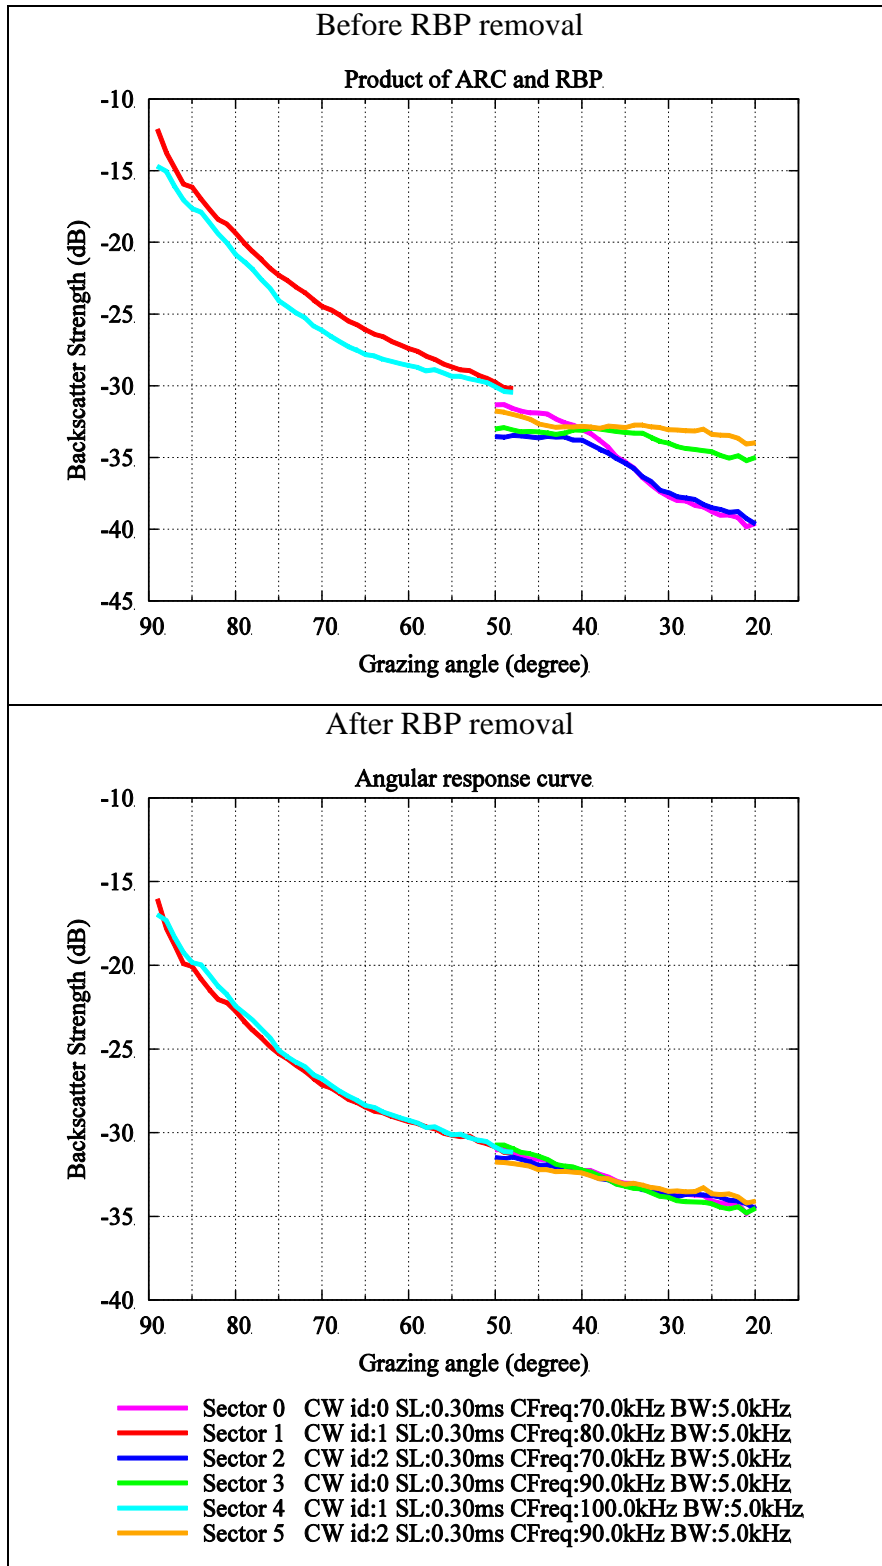 Before RBP removal
Product of ARC and RBP
-10
-15
-20
-25
-30
-35
-40
-45
Backscatter Strength (dB)
90 80 70 60 50 40 30 20
Grazing angle (degree)
After RBP removal
Angular response curve
-10
-15
-20
-25
-30
-35
-40
Backscatter Strength (dB)
90 80 70 60 50 40 30 20
Grazing angle (degree)
Sector 0 CW id:0 SL:0.30ms CFreq:70.0kHz BW:5.0kHz
Sector 1 CW id:1 SL:0.30ms CFreq:80.0kHz BW:5.0kHz
Sector 2 CW id:2 SL:0.30ms CFreq:70.0kHz BW:5.0kHz
Sector 3 CW id:0 SL:0.30ms CFreq:90.0kHz BW:5.0kHz
Sector 4 CW id:1 SL:0.30ms CFreq:100.0kHz BW:5.0kHz
Sector 5 CW id:2 SL:0.30ms CFreq:90.0kHz BW:5.0kHz